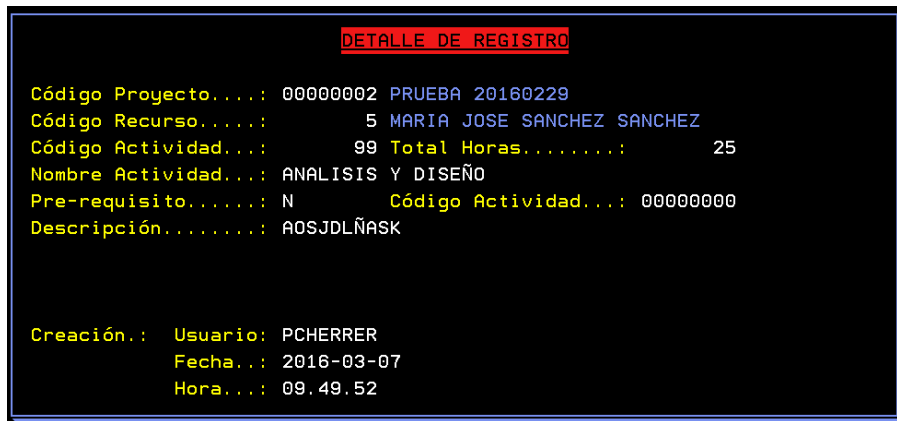 DETALLE DE REGISTRO
Código Proyecto....: 00000002 PRUEBA 20160229
Código Recurso.....: 5 MARIA JOSE SANCHEZ SANCHEZ
Código Actividad...: 99 Total Horas........: 25
Nombre Actividad...: ANALISIS Y DISEÑO
Pre-requisito......: N Código Actividad...: 00000000
Descripción........: AOSJDLÑASK
Creación.: Usuario: PCHERRER
Fecha..: 2016-03-07
Hora...: 09.49.52